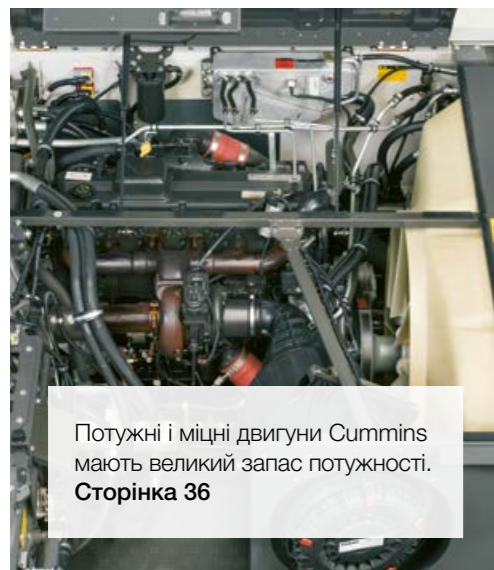 Потужні і міцні двигуни Cummins
мають великий запас потужності.
Сторінка 36